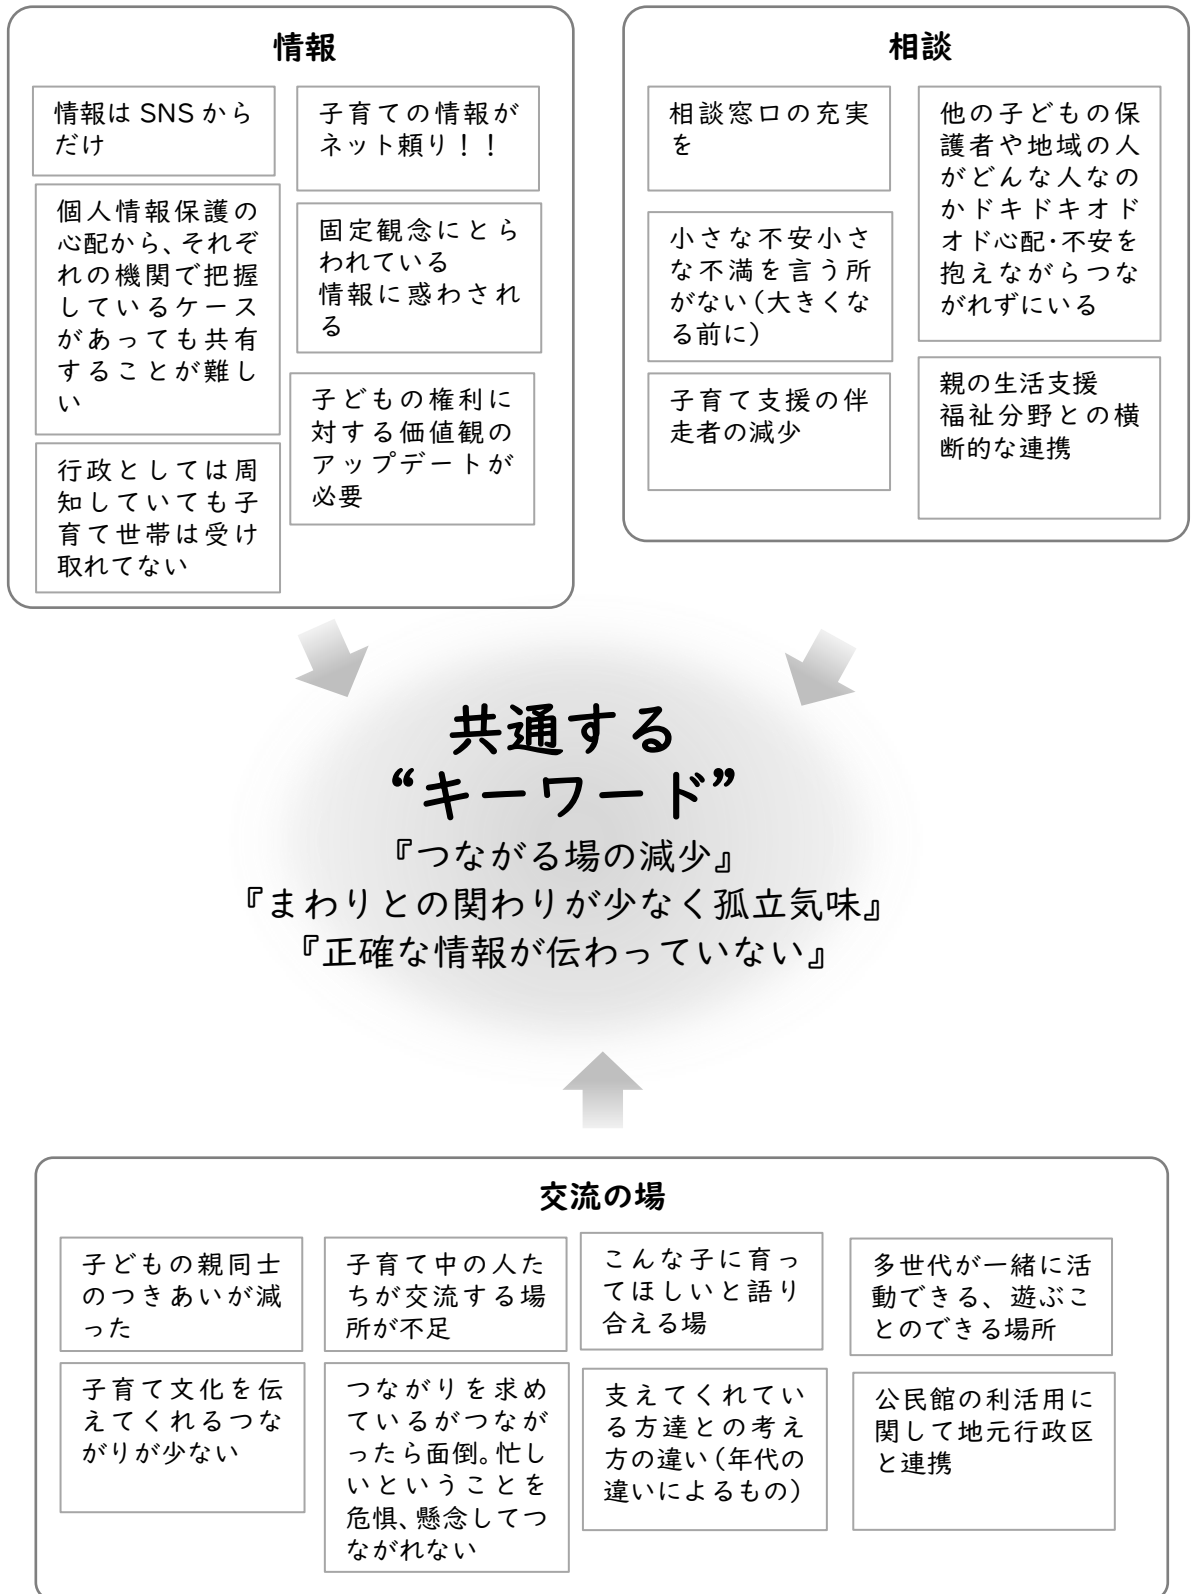 情報
情報は SNS から
だけ
子育ての情報が
ネット頼り！！
個人情報保護の
心配から、それぞ
れの機関で把握
しているケース
があっても共有
することが難し
い
固定観念にとら
われている
情報に惑わされ
る
子どもの権利に
対する価値観の
アップデートが
必要
行政としては周
知していても子
育て世帯は受け
取れてない
相談
相談窓口の充実
を
他の子どもの保
護者や地域の人
がどんな人なの
かドキドキオド
オド心配・不安を
抱えながらつな
がれずにいる
小さな不安小さ
な不満を言う所
がない（大きくな
る前に）
子育て支援の伴
走者の減少
親の生活支援
福祉分野との横
断的な連携
共通する
“キーワード”
『つながる場の減少』
『まわりとの関わりが少なく孤立気味』
『正確な情報が伝わっていない』
交流の場
子どもの親同士
のつきあいが減
った
子育て中の人た
ちが交流する場
所が不足
こんな子に育っ
てほしいと語り
合える場
多世代が一緒に活
動できる、遊ぶこ
とのできる場所
子育て文化を伝
えてくれるつな
がりが少ない
つながりを求め
ているがつなが
ったら面倒。忙し
いということを
危惧、懸念してつ
ながれない
支えてくれてい
る方達との考え
方の違い（年代の
違いによるもの）
公民館の利活用に
関して地元行政区
と連携